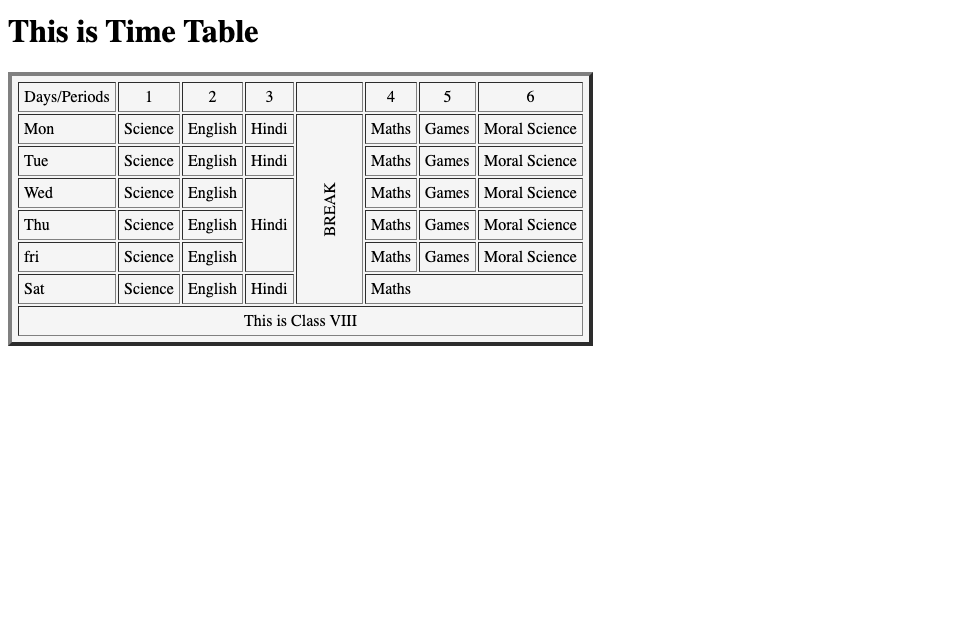 This is Time Table
Days/Periods 1 2 3 4 5 6
Mon Science English Hindi BREAK Maths Games Moral Science
Tue Science English Hindi Maths Games Moral Science
Wed Science English Hindi Maths Games Moral Science
Thu Science English Maths Games Moral Science
fri Science English Maths Games Moral Science
Sat Science English Hindi Maths
This is Class VIII